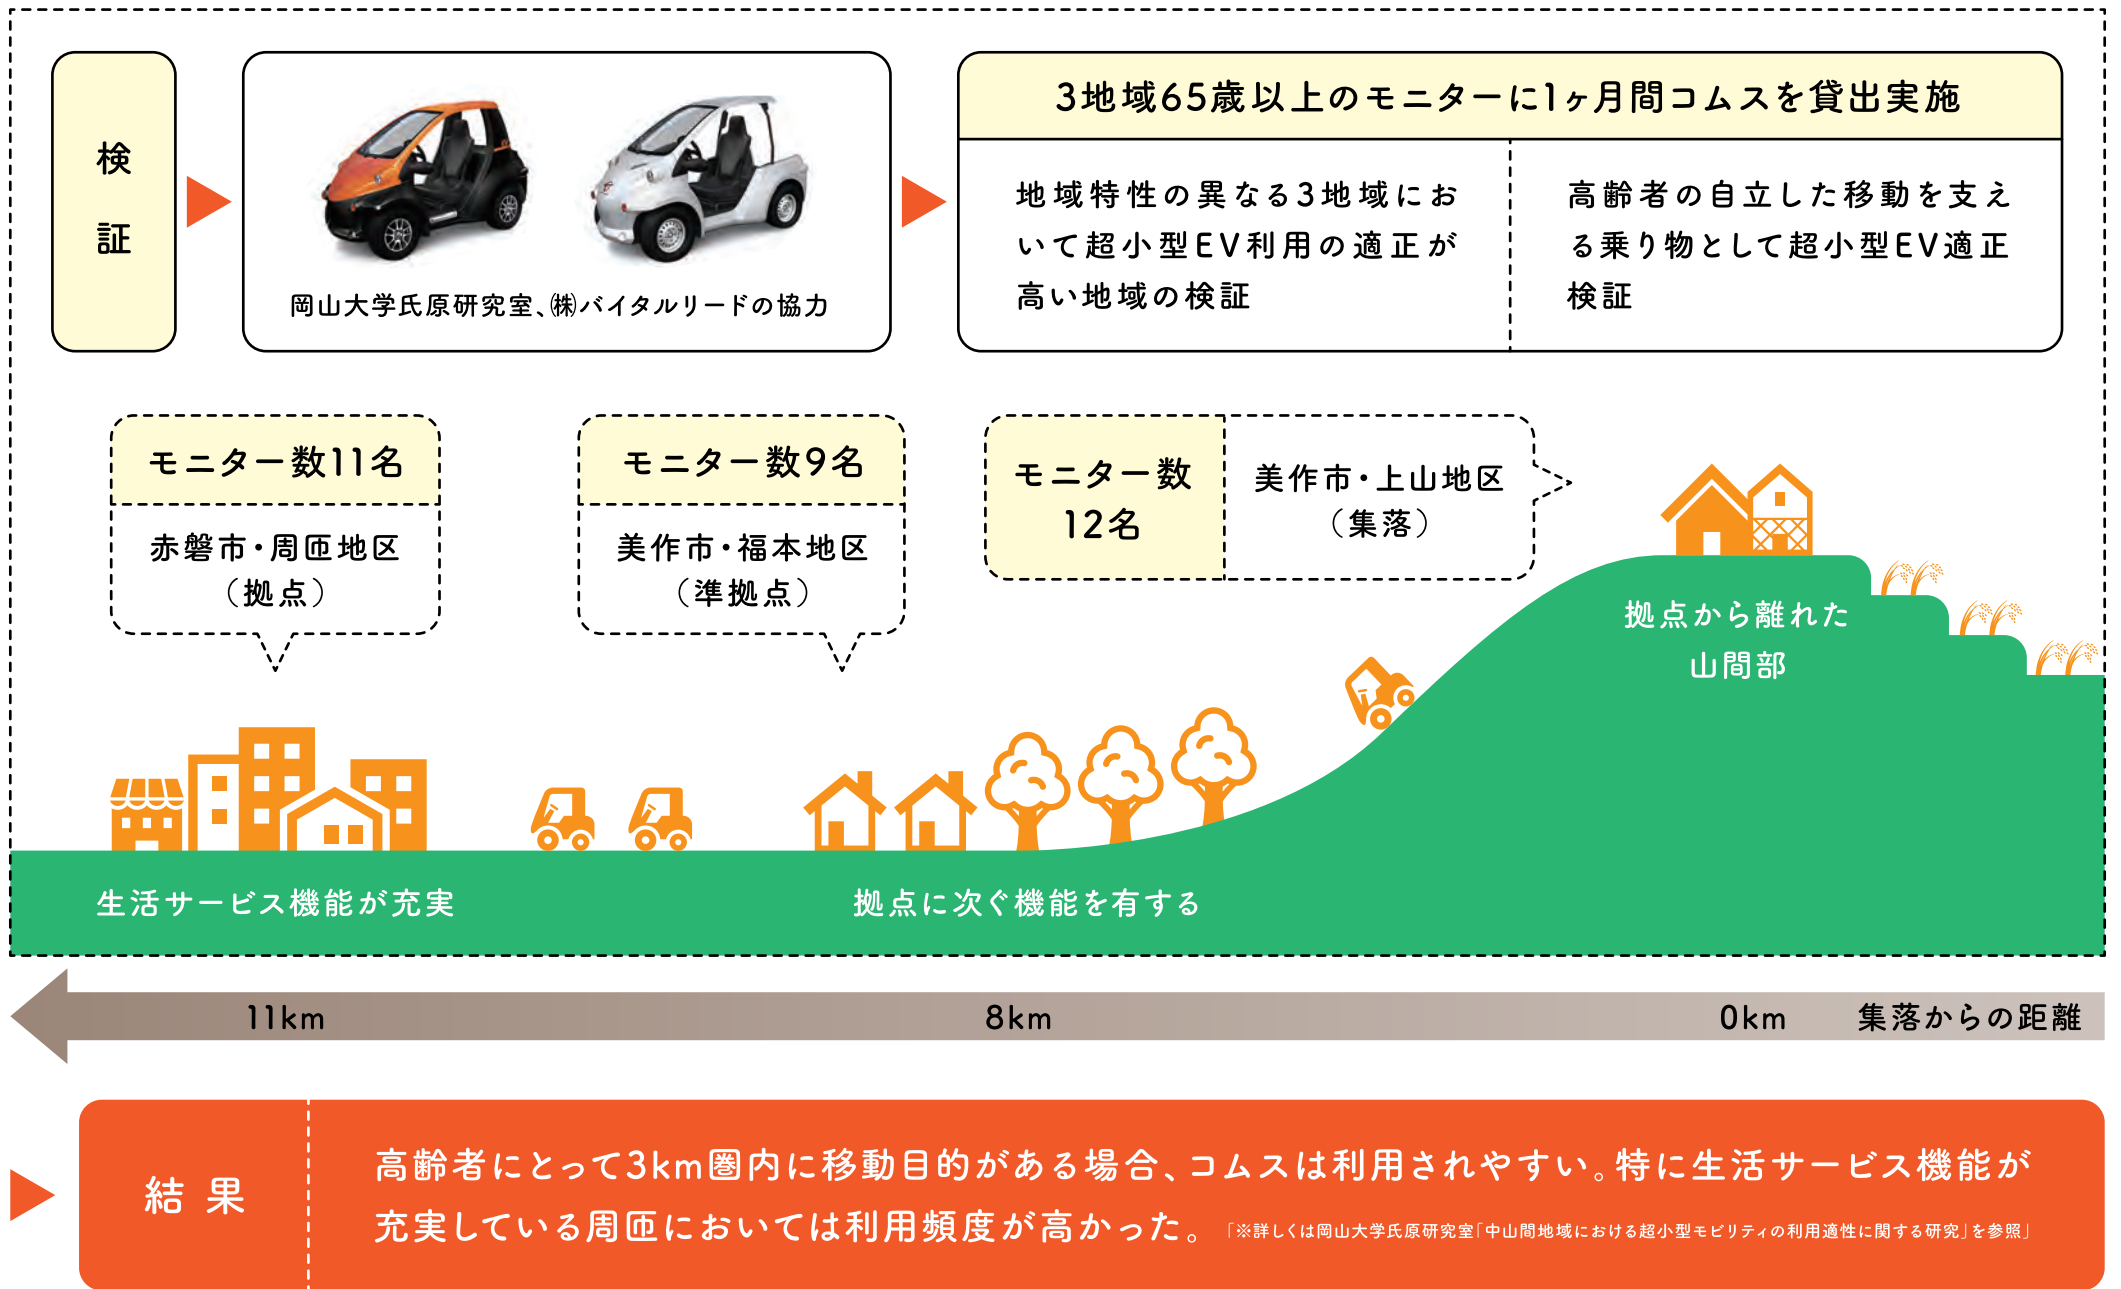 検
証
岡山大学氏原研究室、㈱バイタルリードの協力
3地域65歳以上のモニターに1ヶ月間コムスを貸出実施
地域特性の異なる3地域にお
いて超小型EV利用の適正が
高い地域の検証
高齢者の自立した移動を支え
る乗り物として超小型EV適正
検証
モニター数11名
赤磐市・周匝地区
（拠点）
モニター数9名
美作市・福本地区
（準拠点）
モニター数
12名
美作市・上山地区
（集落）
拠点から離れた
山間部
生活サービス機能が充実
拠点に次ぐ機能を有する
11km
8km
0km
集落からの距離
結果
高齢者にとって3km圏内に移動目的がある場合、コムスは利用されやすい。特に生活サービス機能が
充実している周匝においては利用頻度が高かった。「※詳しくは岡山大学氏原研究室「中山間地域における超小型モビリティの利用適性に関する研究」を参照」